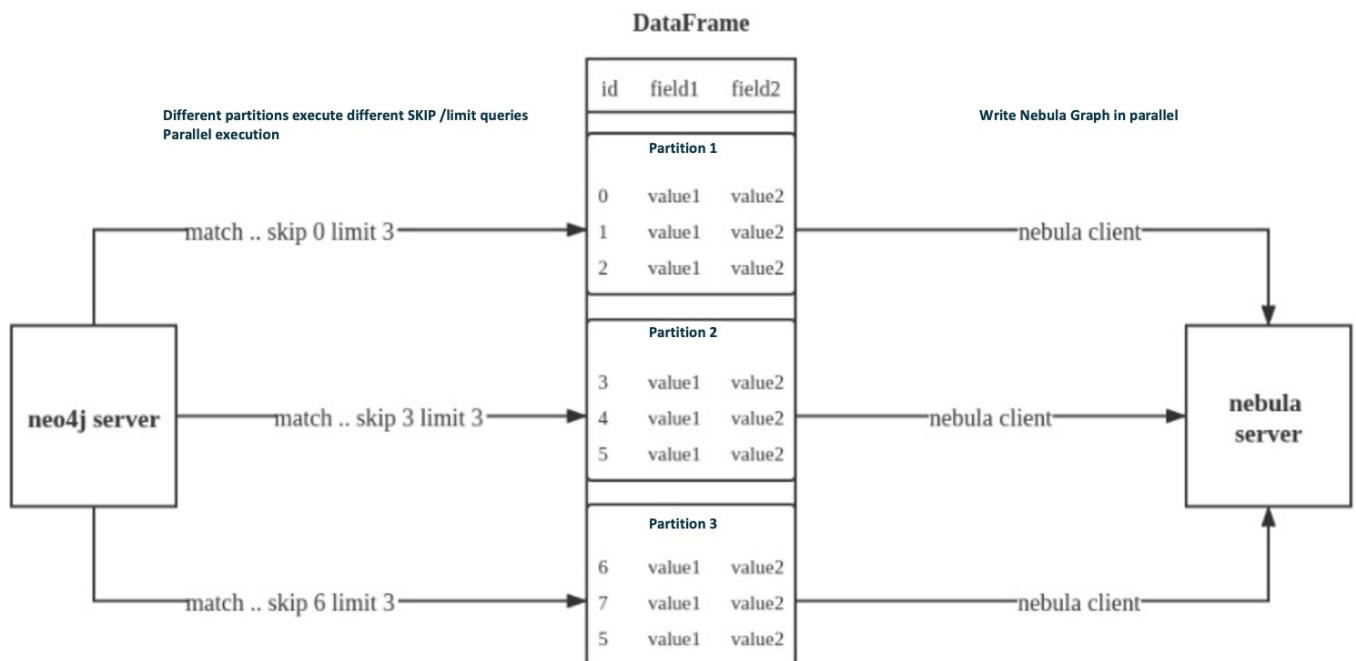 DataFrame
id field1 field2
Different partitions execute different SKIP /limit queries
Parallel execution
Write Nebula Graph in parallel
Partition 1
0 value1 value2
match .. skip 0 limit 3
1 value1 value2
nebula client
2 value1 value2
Partition 2
3 value1 value2
neo4j server
match .. skip 3 limit 3
4 value1 value2
nebula client
nebula
server
5 value1 value2
Partition 3
6 value1 value2
match .. skip 6 limit 3
7 value1 value2
nebula client
5 value1 value2